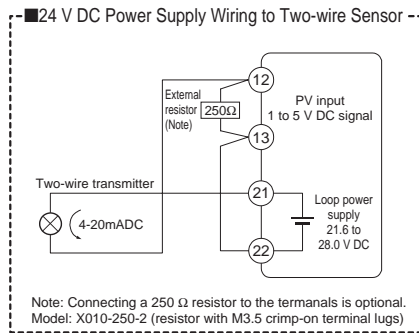 ■24 V DC Power Supply Wiring to Two-wire Sensor
12
External
resistor
(Note)
250Ω
PV input
1 to 5 V DC signal
13
Two-wire transmitter
21
4-20mADC
Loop power
supply
21.6 to
28.0 V DC
22
Note: Connecting a 250 Ω resistor to the termanals is optional.
Model: X010-250-2 (resistor with M3.5 crimp-on terminal lugs)